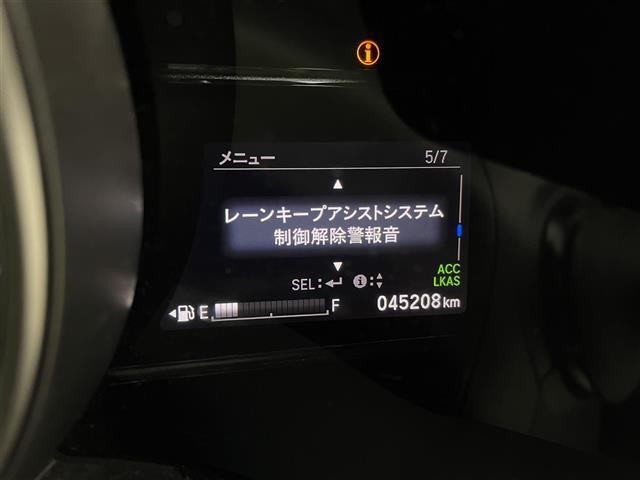 メニュー 5/7
レーンキープアシストシステム
制御解除警報音
SEL: i:
ACC
LKAS
E F 045208km